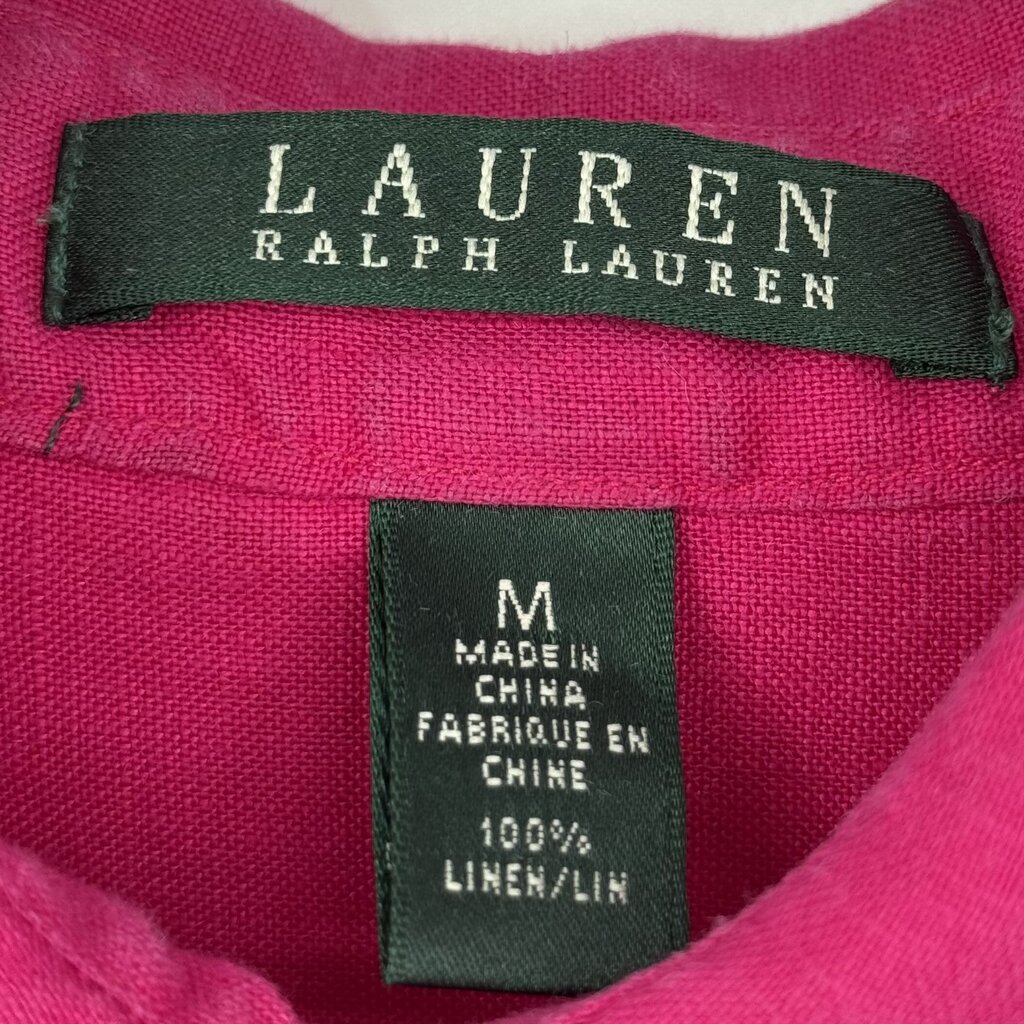 LAUREN
RALPH LAUREN
M
MADE IN
CHINA
FABRIQUE EN
CHINE
100%
LINEN/LIN